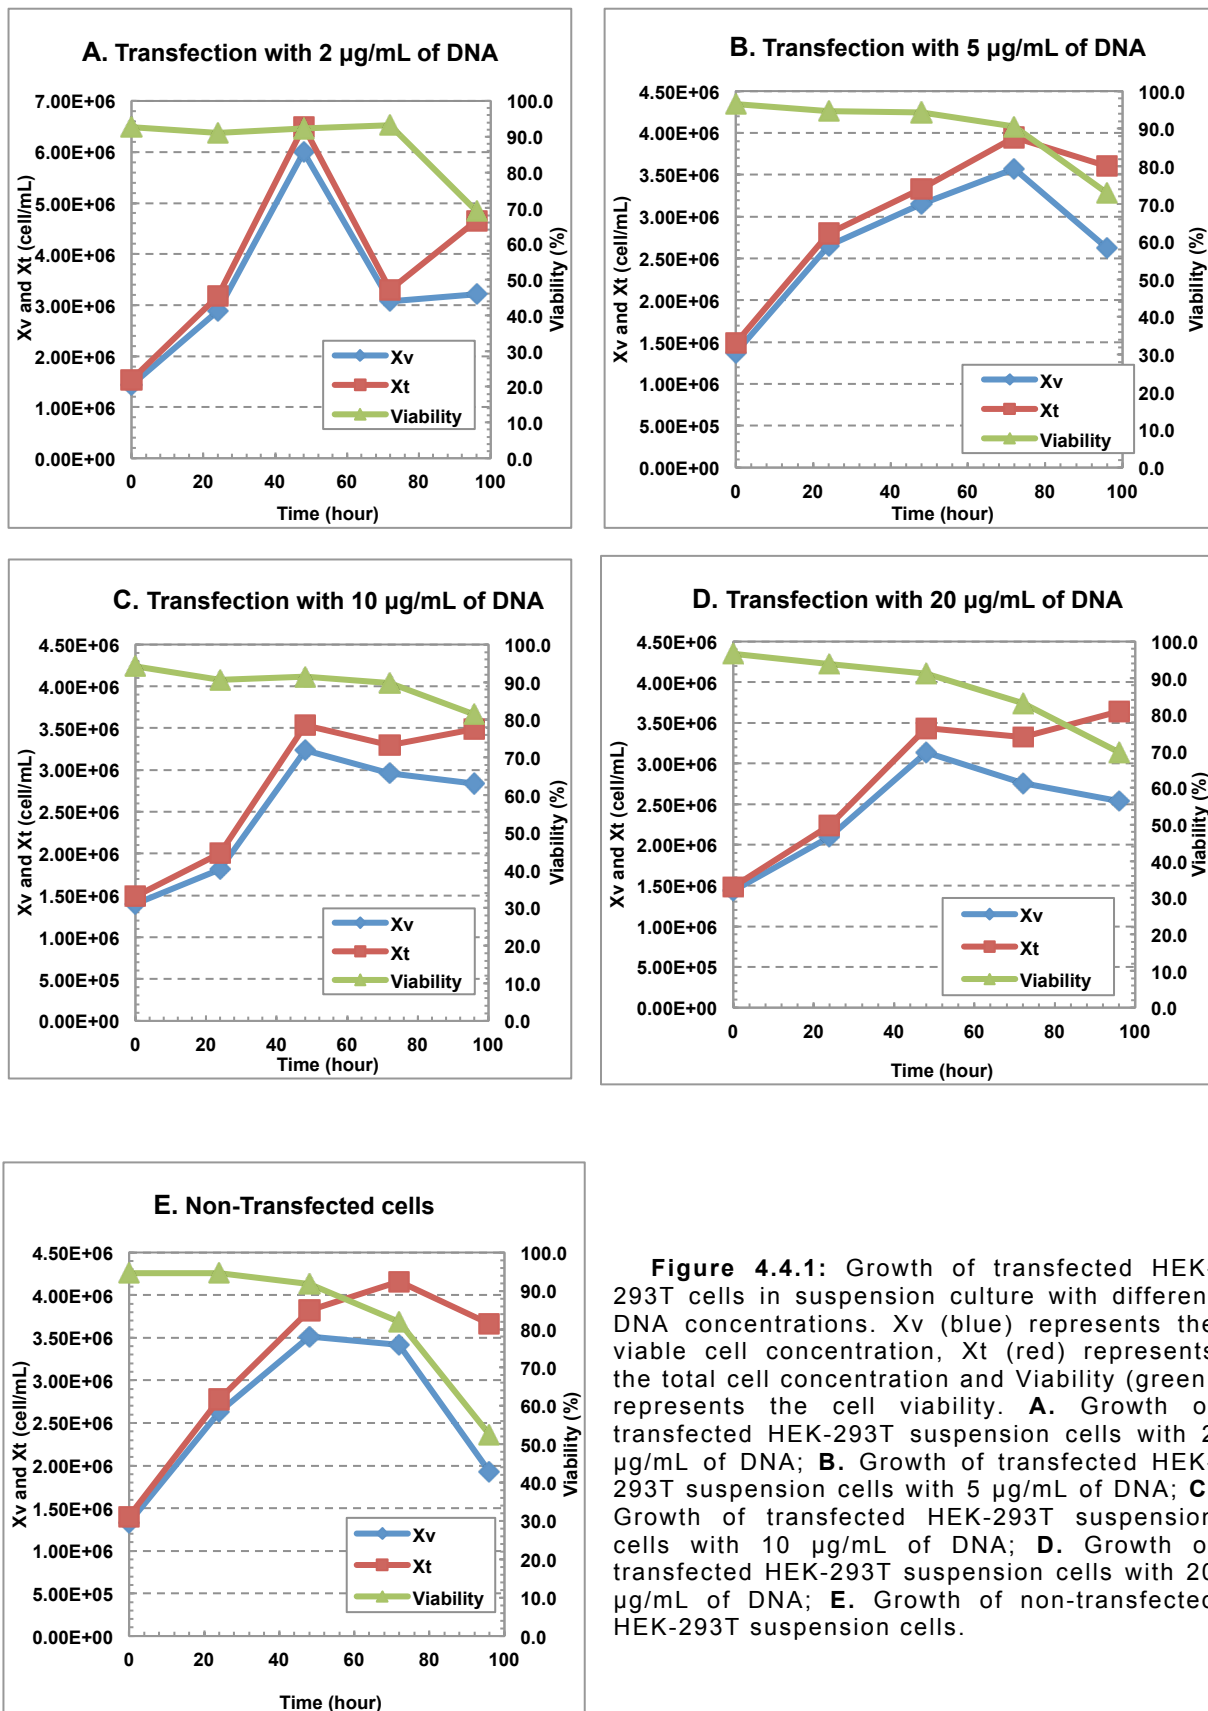 A. Transfection with 2 µg/mL of DNA
7.00E+06
6.00E+06
5.00E+06
4.00E+06
3.00E+06
2.00E+06
1.00E+06
0.00E+00
Xv and Xt (cell/mL)
100.0
90.0
80.0
70.0
60.0
50.0
40.0
30.0
20.0
10.0
0.0
Viability (%)
Xv
Xt
Viability
0 20 40 60 80 100
Time (hour)
B. Transfection with 5 µg/mL of DNA
4.50E+06
4.00E+06
3.50E+06
3.00E+06
2.50E+06
2.00E+06
1.50E+06
1.00E+06
5.00E+05
0.00E+00
Xv and Xt (cell/mL)
100.0
90.0
80.0
70.0
60.0
50.0
40.0
30.0
20.0
10.0
0.0
Viability (%)
Xv
Xt
Viability
0 20 40 60 80 100
Time (hour)
C. Transfection with 10 µg/mL of DNA
4.50E+06
4.00E+06
3.50E+06
3.00E+06
2.50E+06
2.00E+06
1.50E+06
1.00E+06
5.00E+05
0.00E+00
Xv and Xt (cell/mL)
100.0
90.0
80.0
70.0
60.0
50.0
40.0
30.0
20.0
10.0
0.0
Viability (%)
Xv
Xt
Viability
0 20 40 60 80 100
Time (hour)
D. Transfection with 20 µg/mL of DNA
4.50E+06
4.00E+06
3.50E+06
3.00E+06
2.50E+06
2.00E+06
1.50E+06
1.00E+06
5.00E+05
0.00E+00
Xv and Xt (cell/mL)
100.0
90.0
80.0
70.0
60.0
50.0
40.0
30.0
20.0
10.0
0.0
Viability (%)
Xv
Xt
Viability
0 20 40 60 80 100
Time (hour)
E. Non-Transfected cells
4.50E+06
4.00E+06
3.50E+06
3.00E+06
2.50E+06
2.00E+06
1.50E+06
1.00E+06
5.00E+05
0.00E+00
Xv and Xt (cell/mL)
100.0
90.0
80.0
70.0
60.0
50.0
40.0
30.0
20.0
10.0
0.0
Viability (%)
Xv
Xt
Viability
0 20 40 60 80 100
Time (hour)
Figure 4.4.1: Growth of transfected HEK-
293T cells in suspension culture with differen
DNA concentrations. Xv (blue) represents the
viable cell concentration, Xt (red) represents
the total cell concentration and Viability (green
represents the cell viability. A. Growth o
transfected HEK-293T suspension cells with 2
µg/mL of DNA; B. Growth of transfected HEK-
293T suspension cells with 5 µg/mL of DNA; C
Growth of transfected HEK-293T suspension
cells with 10 µg/mL of DNA; D. Growth o
transfected HEK-293T suspension cells with 20
µg/mL of DNA; E. Growth of non-transfected
HEK-293T suspension cells.